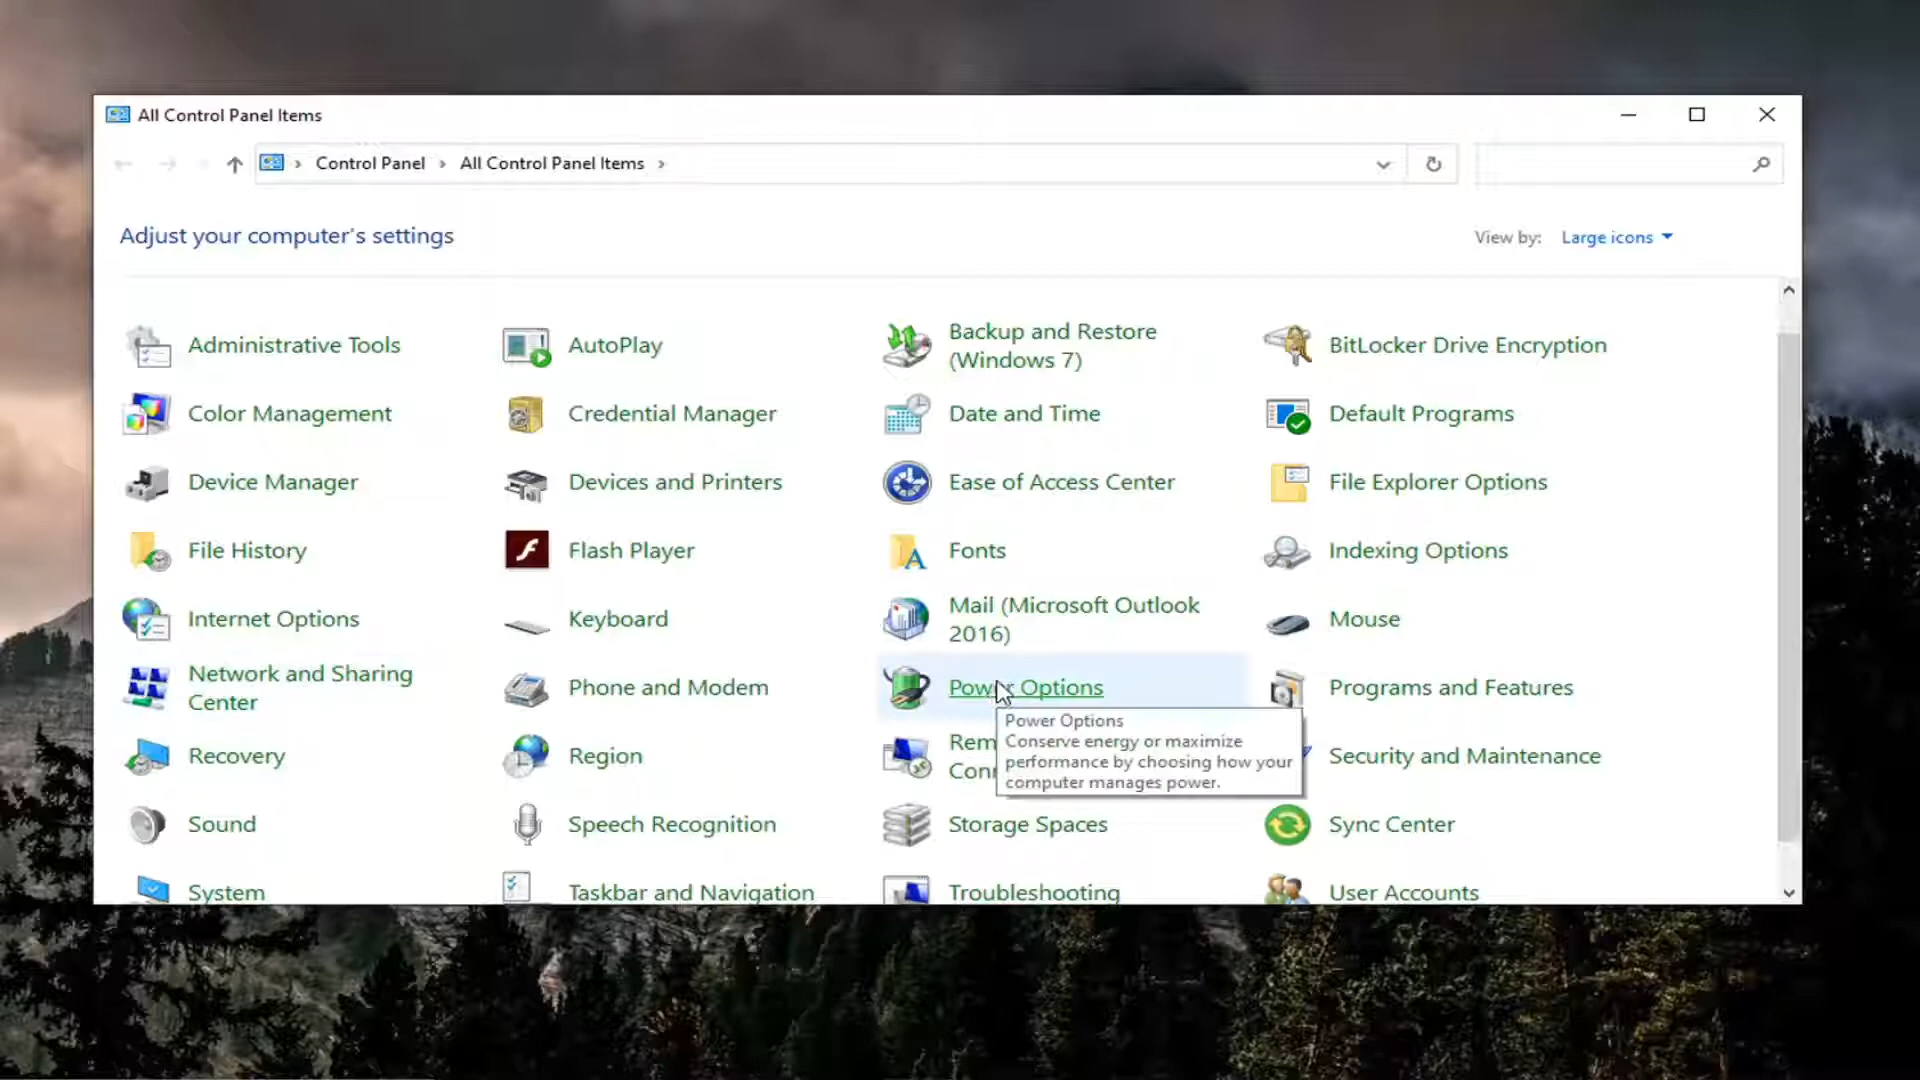 All Control Panel Items
Control Panel
All Control Panel Items
Adjust your computer's settings
View by: Large icons
Administrative Tools
AutoPlay
Backup and Restore
(Windows 7)
BitLocker Drive Encryption
Color Management
Credential Manager
Date and Time
Default Programs
Device Manager
Devices and Printers
Ease of Access Center
File Explorer Options
File History
Flash Player
Fonts
Indexing Options
Internet Options
Keyboard
Mail (Microsoft Outlook
2016)
Mouse
Network and Sharing
Center
Phone and Modem
Power Options
Programs and Features
Power Options
Conserve energy or maximize
performance by choosing how your
computer manages power.
Recovery
Region
Security and Maintenance
Sound
Speech Recognition
Storage Spaces
Sync Center
System
Taskbar and Navigation
Troubleshooting
User Accounts